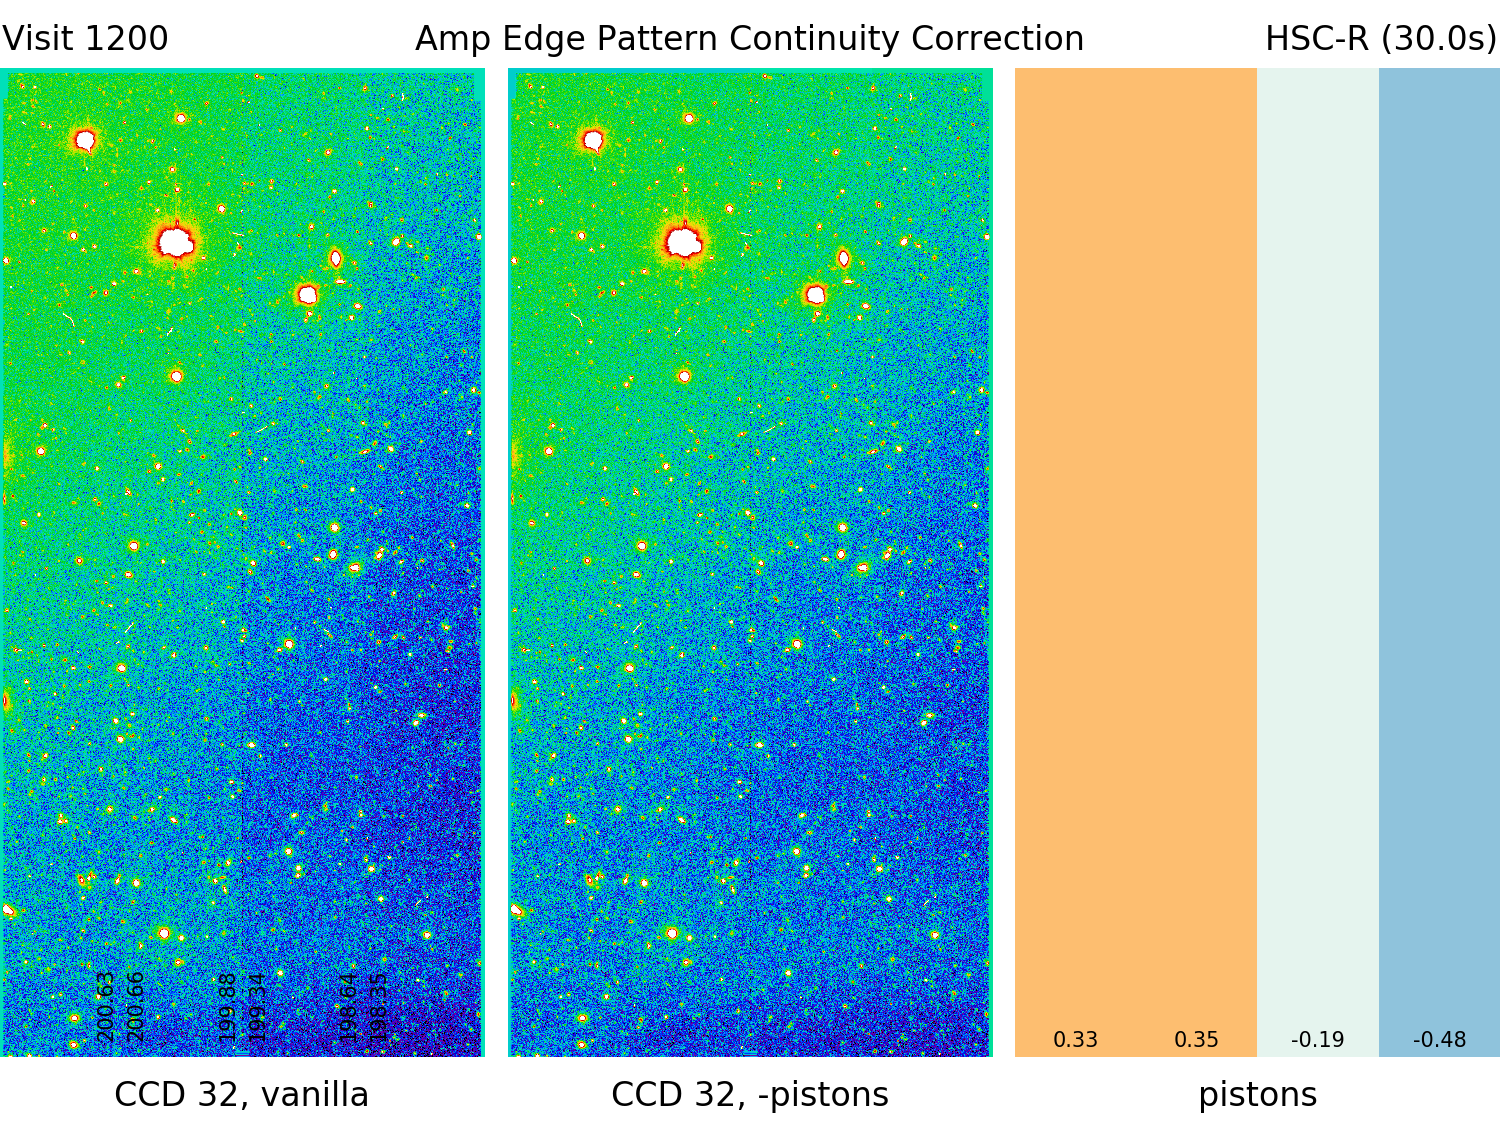 Visit 1200 Amp Edge Pattern Continuity Correction HSC-R (30.0s)
200.63 200.66 199.88 199.34 198.64 198.35
0.33 0.35 -0.19 -0.48
CCD 32, vanilla CCD 32, -pistons pistons